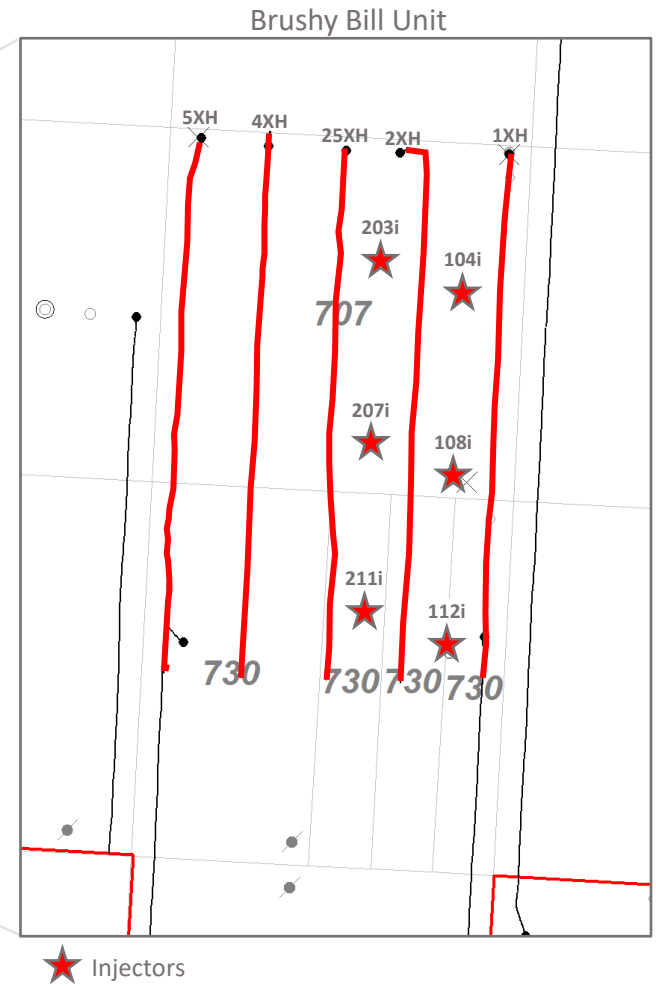 Brushy Bill Unit
5XH
4XH
25XH
2XH
1XH
203i
104i
707
207i
108i
211i
112i
730
730
730
730
Injectors